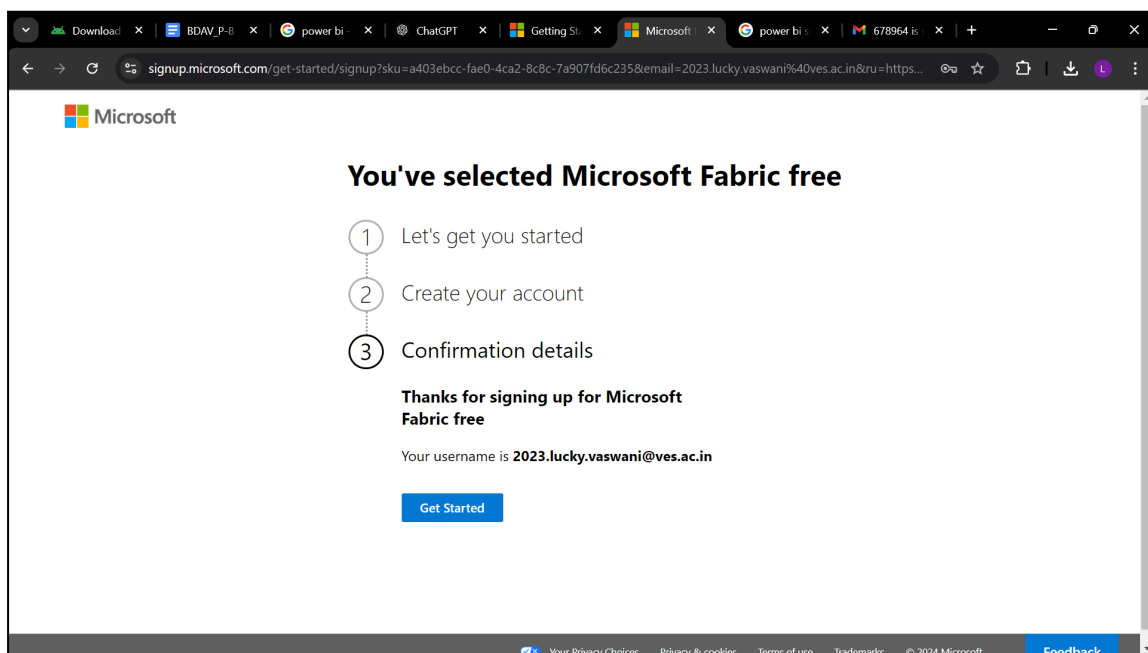 Download
BDAV_P-8
power bi -
ChatGPT
Getting Sta
Microsoft
power bi s
678964 is
signup.microsoft.com/get-started/signup?sku=a403ebcc-fae0-4ca2-8c8c-7a907fd6c235&email=2023.lucky.vaswani%40ves.ac.in&ru=https...
L
Microsoft
You've selected Microsoft Fabric free
1 Let's get you started
2 Create your account
3 Confirmation details
Thanks for signing up for Microsoft
Fabric free
Your username is 2023.lucky.vaswani@ves.ac.in
Get Started
Your Privacy Choices Privacy & cookies Terms of use Trademarks © 2024 Microsoft Feedback